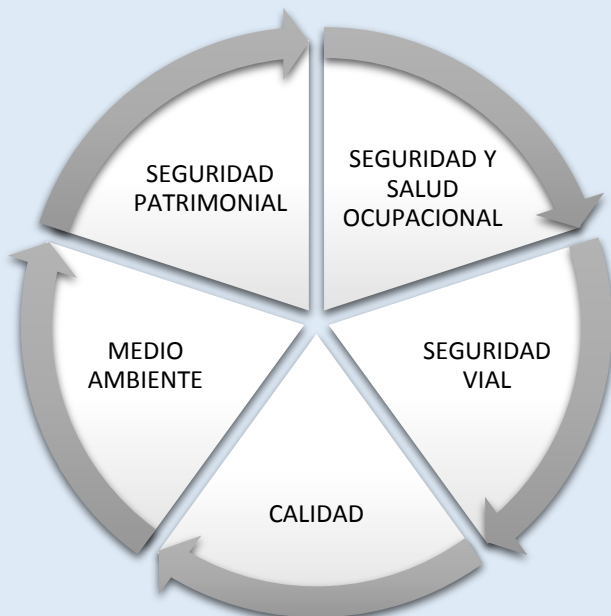 SEGURIDAD
PATRIMONIAL
SEGURIDAD Y
SALUD
OCUPACIONAL
MEDIO
AMBIENTE
SEGURIDAD
VIAL
CALIDAD